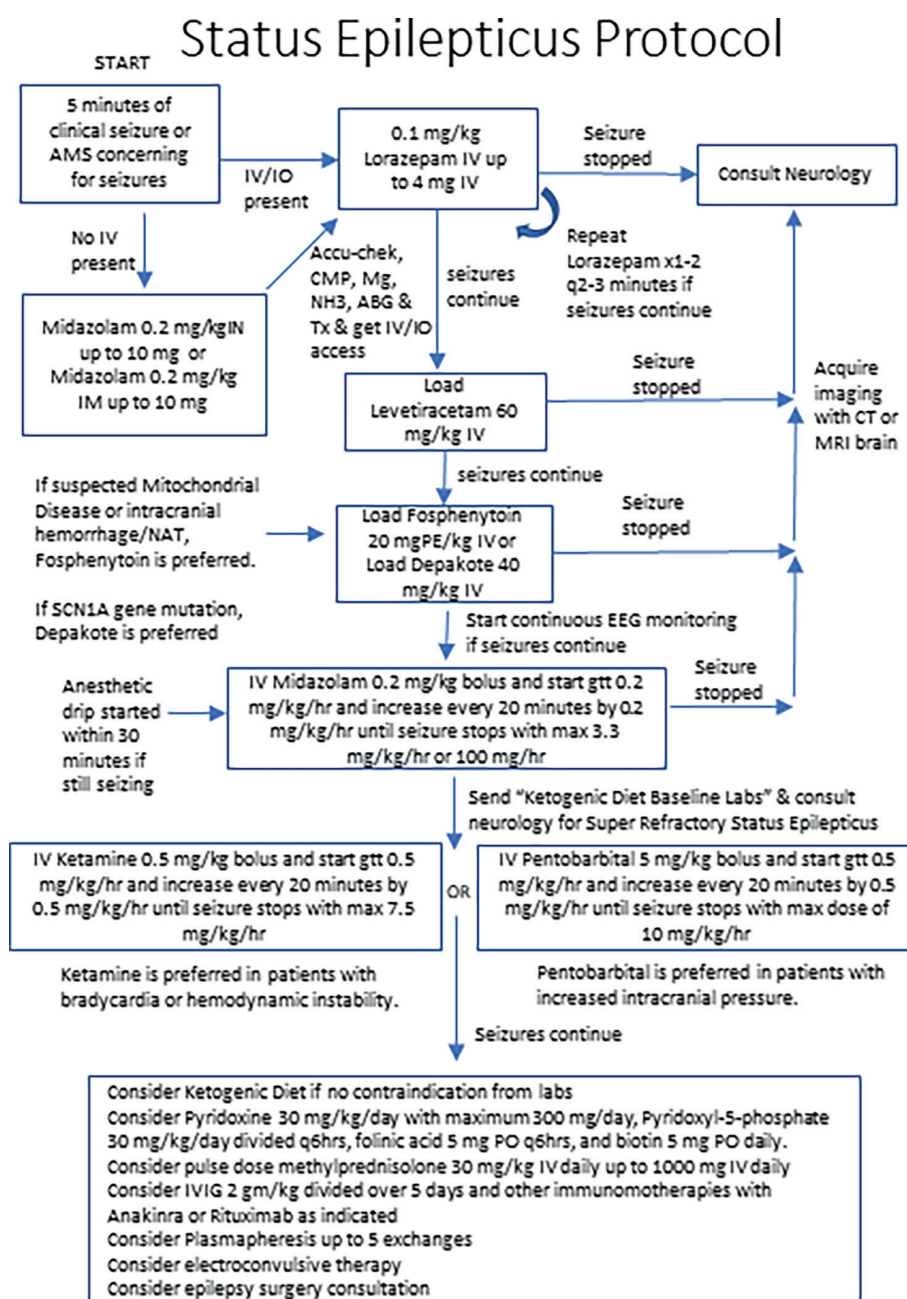 Status Epilepticus Protocol
START
5 minutes of
clinical seizure or
AMS concerning
for seizures
IV/IO
present
0.1 mg/kg
Lorazepam IV up
to 4 mg IV
Seizure
stopped
Consult Neurology
No IV
present
Accu-chek,
CMP, Mg,
NH3, ABG &
Tx & get IV/IO
access
seizures
continue
Repeat
Lorazepam x1-2
q2-3 minutes if
seizures continue
Midazolam 0.2 mg/kgIN
up to 10 mg or
Midazolam 0.2 mg/kg
IM up to 10 mg
Load
Levetiracetam 60
mg/kg IV
Seizure
stopped
Acquire
imaging
with CT or
MRI brain
seizures continue
If suspected Mitochondrial
Disease or intracranial
hemorrhage/NAT,
Fosphenytoin is preferred.
If SCN1A gene mutation,
Depakote is preferred
Load Fosphenytoin
20 mgPE/kg IV or
Load Depakote 40
mg/kg IV
Seizure
stopped
Start continuous EEG monitoring
if seizures continue
Anesthetic
drip started
within 30
minutes if
still seizing
IV Midazolam 0.2 mg/kg bolus and start gtt 0.2
mg/kg/hr and increase every 20 minutes by 0.2
mg/kg/hr until seizure stops with max 3.3
mg/kg/hr or 100 mg/hr
Seizure
stopped
Send “Ketogenic Diet Baseline Labs” & consult
neurology for Super Refractory Status Epilepticus
IV Ketamine 0.5 mg/kg bolus and start gtt 0.5
mg/kg/hr and increase every 20 minutes by
0.5 mg/kg/hr until seizure stops with max 7.5
mg/kg/hr
OR
IV Pentobarbital 5 mg/kg bolus and start gtt 0.5
mg/kg/hr and increase every 20 minutes by 0.5
mg/kg/hr until seizure stops with max dose of
10 mg/kg/hr
Ketamine is preferred in patients with
bradycardia or hemodynamic instability.
Pentobarbital is preferred in patients with
increased intracranial pressure.
Seizures continue
Consider Ketogenic Diet if no contraindication from labs
Consider Pyridoxine 30 mg/kg/day with maximum 300 mg/day, Pyridoxyl-5-phosphate
30 mg/kg/day divided q6hrs, folinic acid 5 mg PO q6hrs, and biotin 5 mg PO daily.
Consider pulse dose methylprednisolone 30 mg/kg IV daily up to 1000 mg IV daily
Consider IVIG 2 gm/kg divided over 5 days and other immunomotherapies with
Anakinra or Rituximab as indicated
Consider Plasmapheresis up to 5 exchanges
Consider electroconvulsive therapy
Consider epilepsy surgery consultation